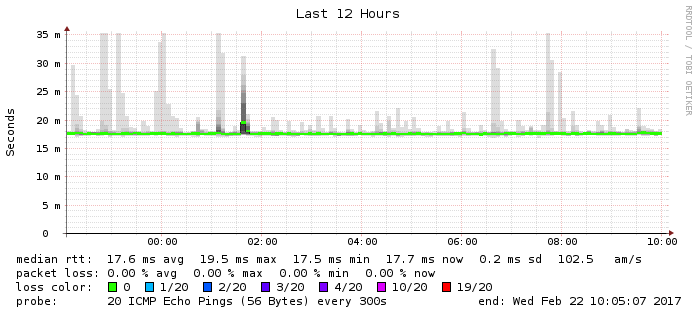 Last 12 Hours
RRDTOOL / TOBI OETIKER
Seconds
35 m
30 m
25 m
20 m
15 m
10 m
5 m
0
00:00 02:00 04:00 06:00 08:00 10:00
median rtt: 17.6 ms avg 19.5 ms max 17.5 ms min 17.7 ms now 0.2 ms sd 102.5 am/s
packet loss: 0.00 % avg 0.00 % max 0.00 % min 0.00 % now
loss color: 0 1/20 2/20 3/20 4/20 10/20 19/20
probe: 20 ICMP Echo Pings (56 Bytes) every 300s end: Wed Feb 22 10:05:07 2017